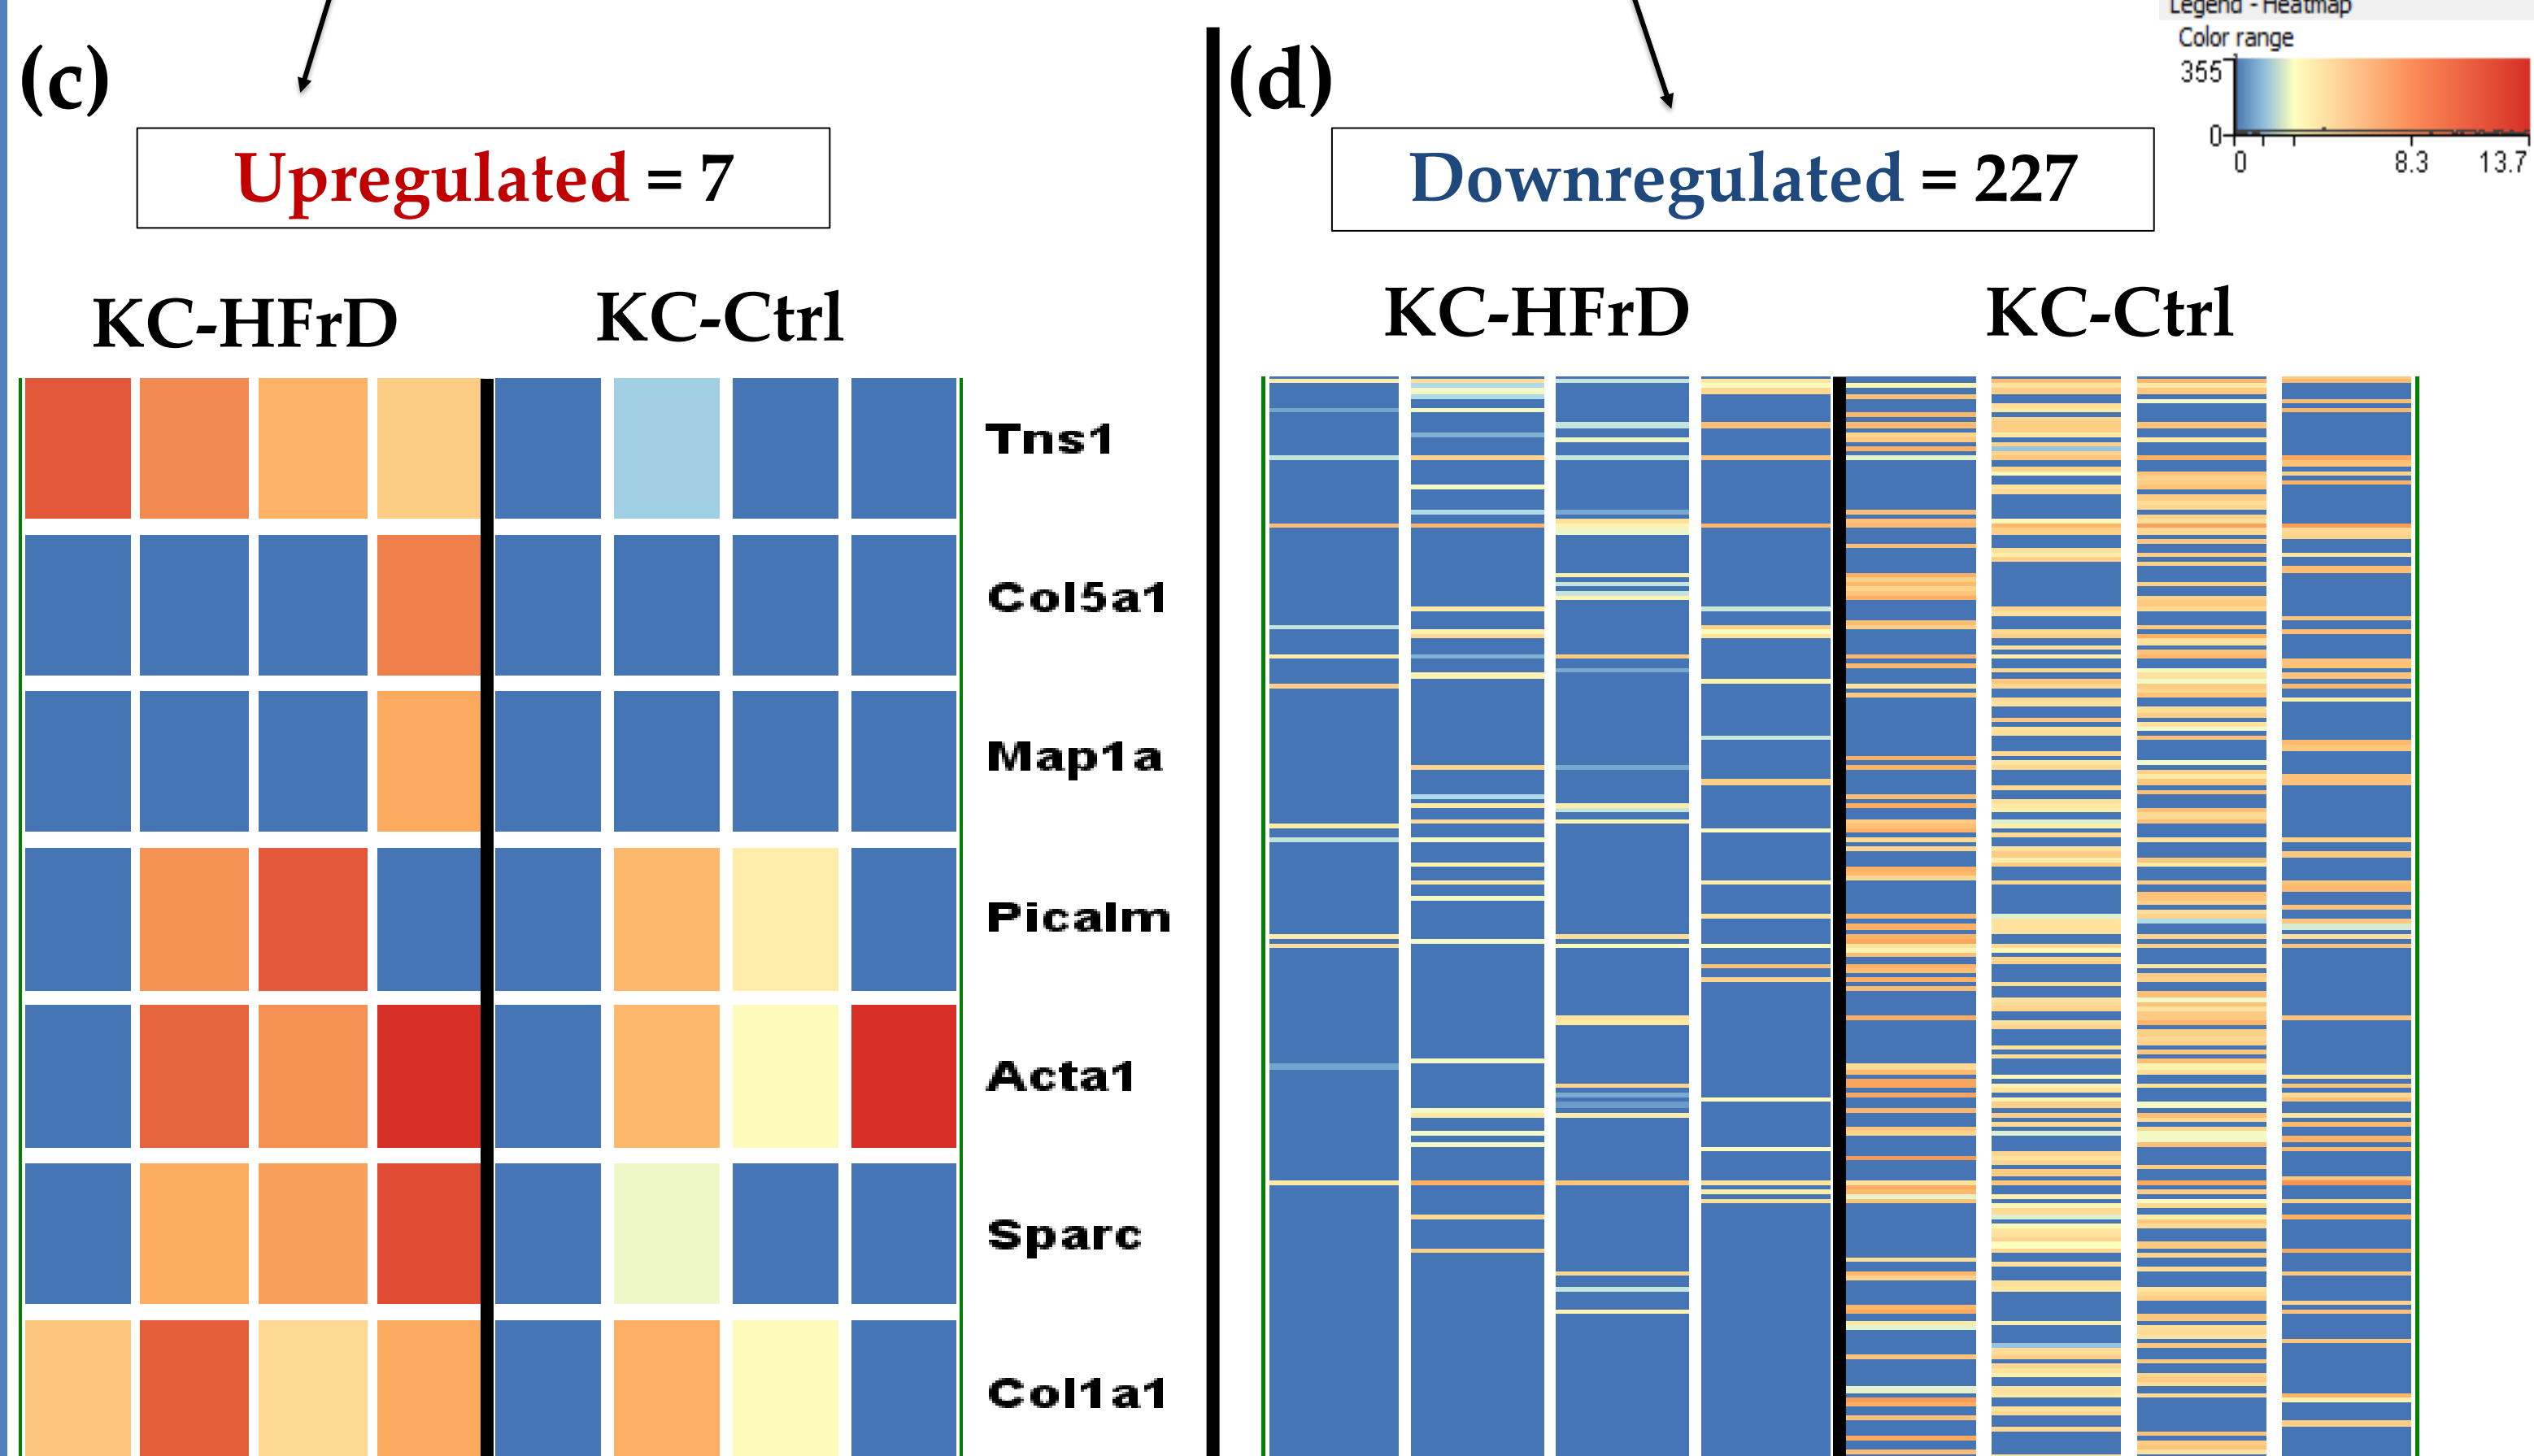 (c)
Upregulated = 7
KC-HFrD KC-Ctrl
Tns1
Col5a1
Map1a
Picalm
Acta1
Sparc
Col1a1
(d)
Downregulated = 227
KC-HFrD KC-Ctrl
Legend - Heatmap
Color range
355
0
0 8.3 13.7